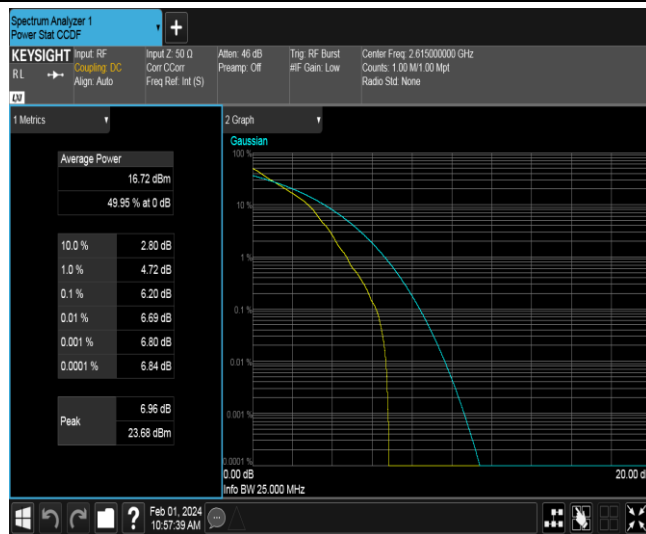 Spectrum Analyzer 1
Power Stat CCDF
+
KEYSIGHT
RL
LXI
Input: RF
Coupling: DC
Align: Auto
Input Z: 50 Ω
Corr CCorr
Freq Ref: Int (S)
Atten: 46 dB
Preamp: Off
Trig: RF Burst
#IF Gain: Low
Center Freq: 2.615000000 GHz
Counts: 1.00 M/1.00 Mpt
Radio Std: None
1 Metrics
Average Power
16.72 dBm
49.95 % at 0 dB
10.0 % 2.80 dB
1.0 % 4.72 dB
0.1 % 6.20 dB
0.01 % 6.69 dB
0.001 % 6.80 dB
0.0001 % 6.84 dB
Peak
6.96 dB
23.68 dBm
2 Graph
Gaussian
100 %
10 %
1 %
0.1 %
0.01 %
0.001 %
0.0001 %
0.00 dB 20.00 d
Info BW 25.000 MHz
?
Feb 01, 2024
10:57:39 AM